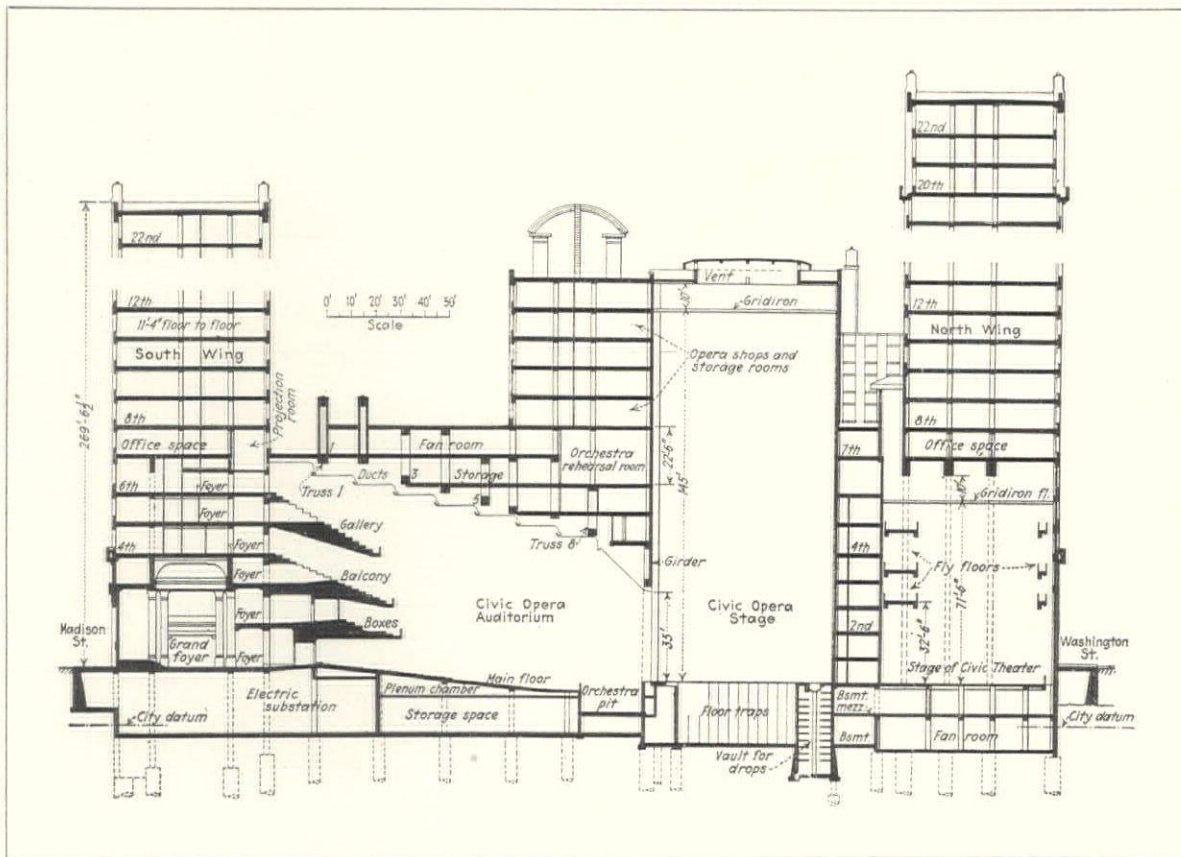 22nd
20th
22nd
Vent
10'
Gridiron
12th
11'-4" floor to floor
South Wing
0' 10' 20' 30' 40' 50'
Scale
12th
North Wing
Opera shops and
storage rooms
269'-6½"
Projection
room
8th
Office space
1
Fan room
Orchestra
rehearsal room
22'-6"
145'
7th
8th
Office space
Ducts
3
Storage
Truss 1
5
6th
Foyer
Foyer
Gallery
Gridiron fl.
Truss 8
4th
Foyer
Girder
4th
Fly floors
71'-6"
Foyer
Balcony
Civic Opera
Auditorium
Civic Opera
Stage
Foyer
Boxes
35'
2nd
32'-6"
Madison
St.
Grand
foyer
Foyer
Washington
St.
Stage of Civic Theater
Main floor
Electric
substation
Plenum chamber
Orchestra
pit
Storage space
Floor traps
Bsmt.
mezz.
City datum
City datum
Bsmt.
Fan room
Vault for
drops